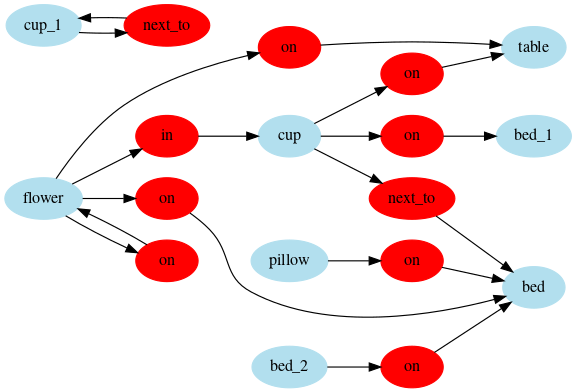 cup_1
next_to
on
table
on
in
cup
on
bed_1
flower
on
next_to
on
pillow
on
bed
bed_2
on